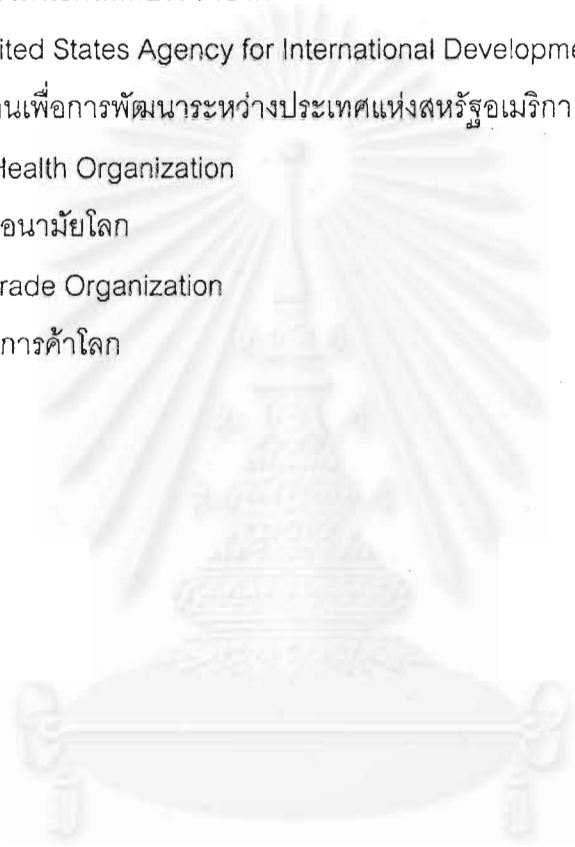 ited States Agency for International Developme
นเพื่อการพัฒนาระหว่างประเทศแห่งสหรัฐอเมริกา
Health Organization
อนามัยโลก
rade Organization
การค้าโลก